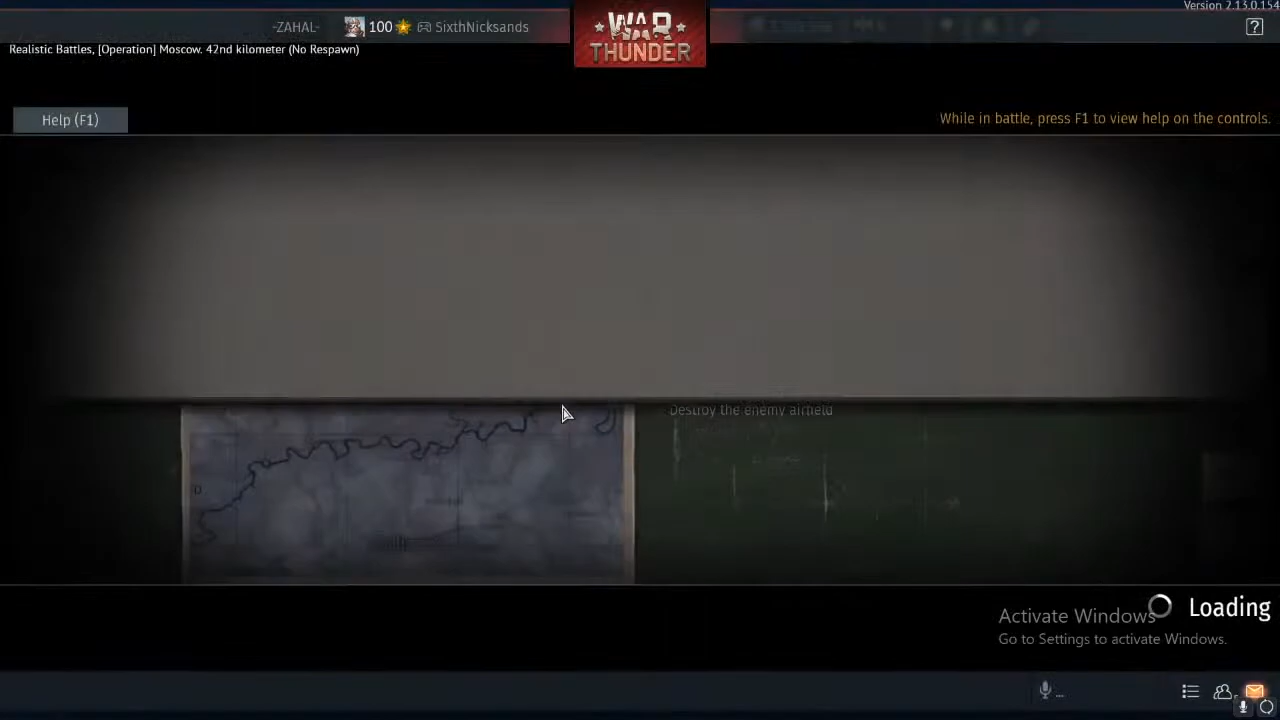 Version 2.13.0.154
-ZAHAL- 100 SixthNicksands
WAR
THUNDER
?
Realistic Battles, [Operation] Moscow. 42nd kilometer (No Respawn)
Help (F1)
While in battle, press F1 to view help on the controls.
Destroy the enemy airfield
Loading
Activate Windows
Go to Settings to activate Windows.
...